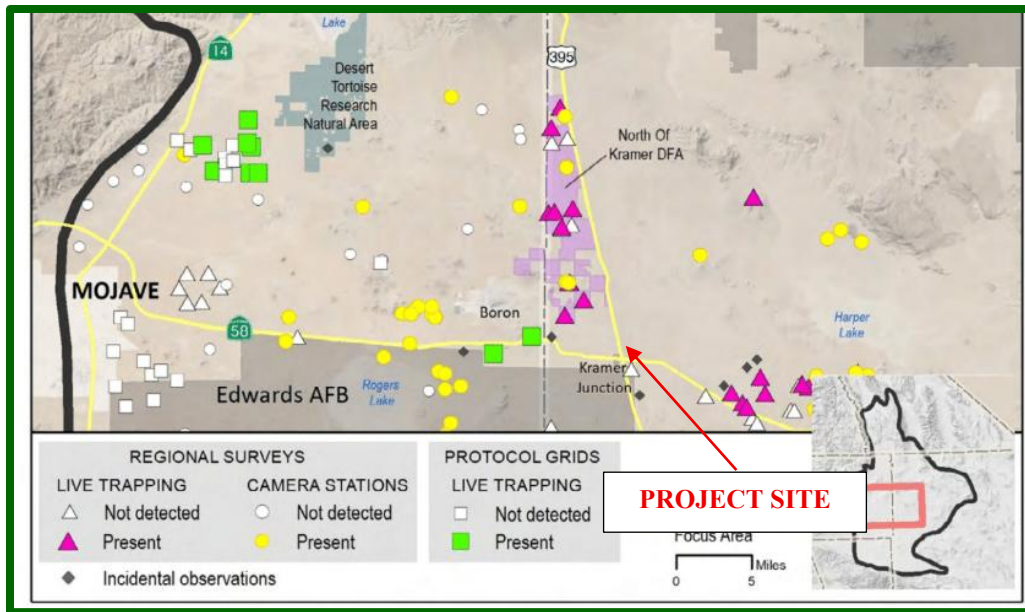 Lake
14
395
Desert
Tortoise
Research
Natural Area
North Of
Kramer DFA
MOJAVE
58
Boron
Harper
Lake
Kramer
Junction
Edwards AFB
Rogers
Lake
REGIONAL SURVEYS
LIVE TRAPPING
CAMERA STATIONS
Not detected
Not detected
Present
Present
Incidental observations
PROTOCOL GRIDS
LIVE TRAPPING
Not detected
Present
PROJECT SITE
Focus Area
Miles
0
5